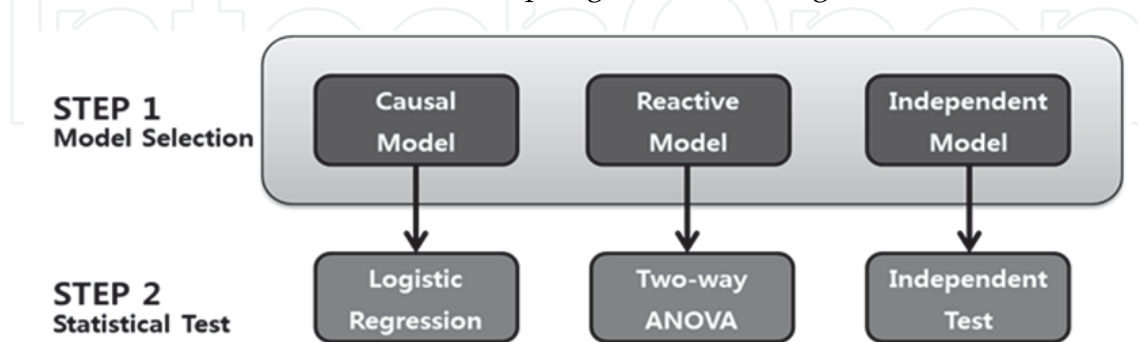 STEP 1
Model Selection
Causal
Model
Reactive
Model
Independent
Model
STEP 2
Statistical Test
Logistic
Regression
Two-way
ANOVA
Independent
Test